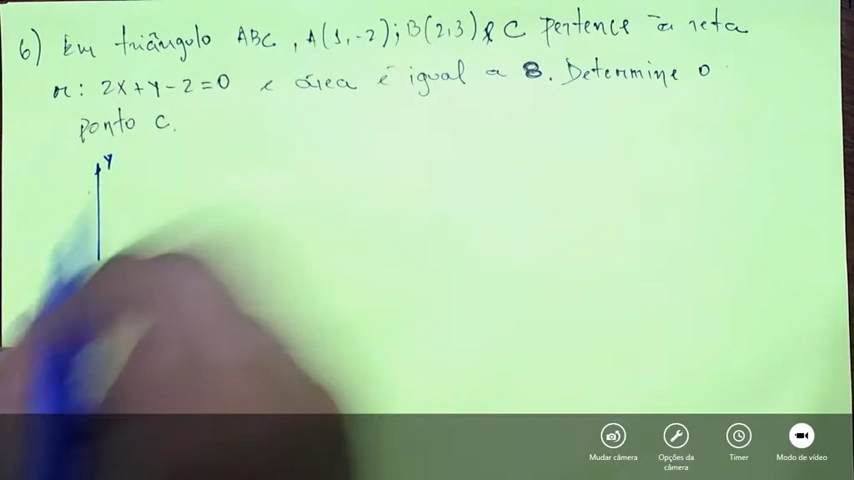 6) Em triângulo ABC, A(1,-2); B(2,3) e C pertence à reta
r: 2x+y-2=0 e área é igual a 8. Determine o
ponto C.
y
Mudar câmera
Opções da câmera
Timer
Modo de vídeo